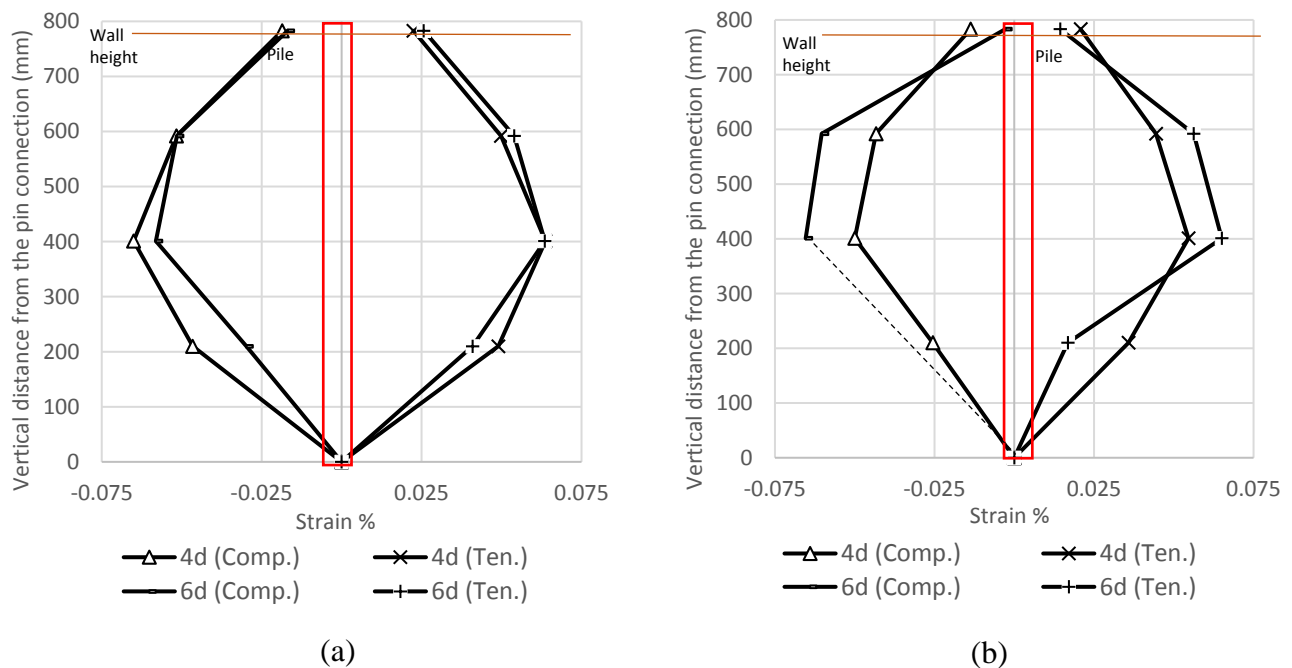 Vertical distance from the pin connection (mm)
800
700
600
500
400
300
200
100
0
Wall
height
Pile
-0.075
-0.025
0.025
0.075
Strain %
4d (Comp.)
4d (Ten.)
6d (Comp.)
6d (Ten.)
(a)
Vertical distance from the pin connection (mm)
800
700
600
500
400
300
200
100
0
Wall
height
Pile
-0.075
-0.025
0.025
0.075
Strain %
4d (Comp.)
4d (Ten.)
6d (Comp.)
6d (Ten.)
(b)